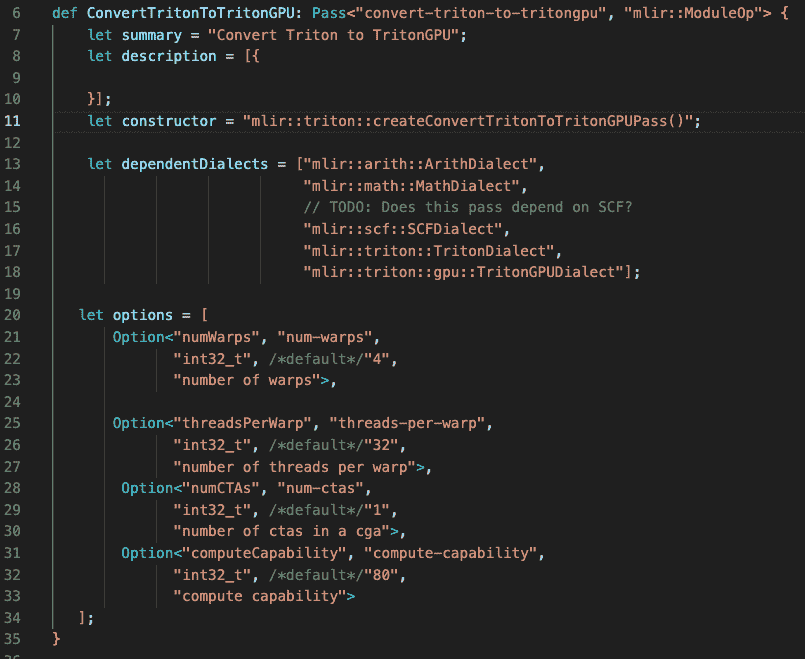 6 def ConvertTritonToTritonGPU: Pass<"convert-triton-to-tritongpu", "mlir::ModuleOp"> {
7 let summary = "Convert Triton to TritonGPU";
8 let description = [{
9
10 }];
11 let constructor = "mlir::triton::createConvertTritonToTritonGPUPass()";
12
13 let dependentDialects = ["mlir::arith::ArithDialect",
14 "mlir::math::MathDialect",
15 // TODO: Does this pass depend on SCF?
16 "mlir::scf::SCFDialect",
17 "mlir::triton::TritonDialect",
18 "mlir::triton::gpu::TritonGPUDialect"];
19
20 let options = [
21 Option<"numWarps", "num-warps",
22 "int32_t", /*default*/"4",
23 "number of warps">,
24
25 Option<"threadsPerWarp", "threads-per-warp",
26 "int32_t", /*default*/"32",
27 "number of threads per warp">,
28 Option<"numCTAs", "num-ctas",
29 "int32_t", /*default*/"1",
30 "number of ctas in a cga">,
31 Option<"computeCapability", "compute-capability",
32 "int32_t", /*default*/"80",
33 "compute capability">
34 ];
35 }